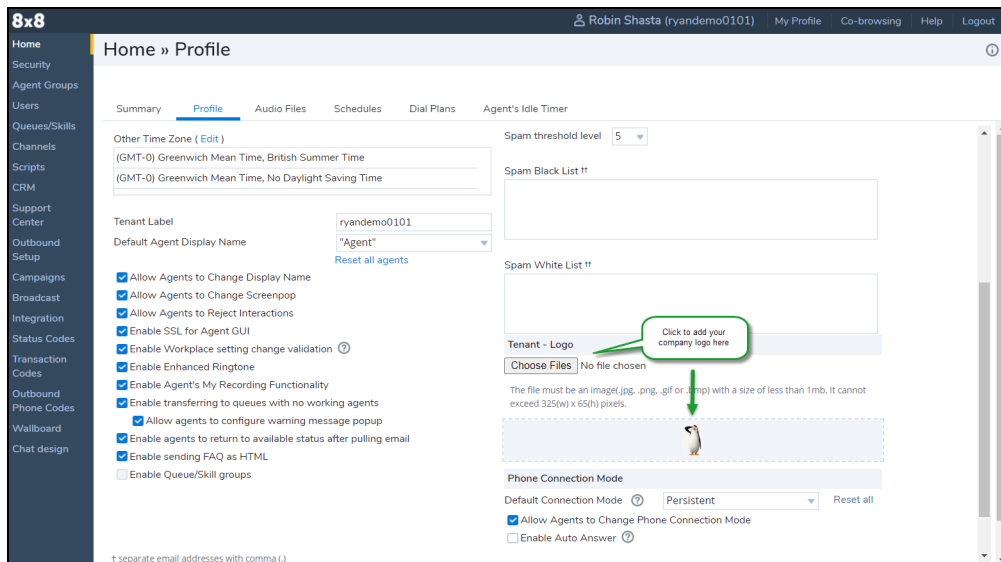 8x8
Robin Shasta (ryandemo0101)
My Profile
Co-browsing
Help
Logout
Home
Security
Agent Groups
Users
Queues/Skills
Channels
Scripts
CRM
Support
Center
Outbound
Setup
Campaigns
Broadcast
Integration
Status Codes
Transaction
Codes
Outbound
Phone Codes
Wallboard
Chat design
Home » Profile
Summary
Profile
Audio Files
Schedules
Dial Plans
Agent's Idle Timer
Other Time Zone ( Edit )
(GMT-0) Greenwich Mean Time, British Summer Time
(GMT-0) Greenwich Mean Time, No Daylight Saving Time
Tenant Label
ryandemo0101
Default Agent Display Name
"Agent"
Reset all agents
Allow Agents to Change Display Name
Allow Agents to Change Screenpop
Allow Agents to Reject Interactions
Enable SSL for Agent GUI
Enable Workplace setting change validation ?
Enable Enhanced Ringtone
Enable Agent's My Recording Functionality
Enable transferring to queues with no working agents
Allow agents to configure warning message popup
Enable agents to return to available status after pulling email
Enable sending FAQ as HTML
Enable Queue/Skill groups
† separate email addresses with comma (,)
Spam threshold level 5
Spam Black List ††
Spam White List ††
Click to add your
company logo here
Tenant - Logo
Choose Files No file chosen
The file must be an image(.jpg, .png, .gif or .bmp) with a size of less than 1mb. It cannot
exceed 325(w) x 65(h) pixels.
Phone Connection Mode
Default Connection Mode ? Persistent Reset all
Allow Agents to Change Phone Connection Mode
Enable Auto Answer ?